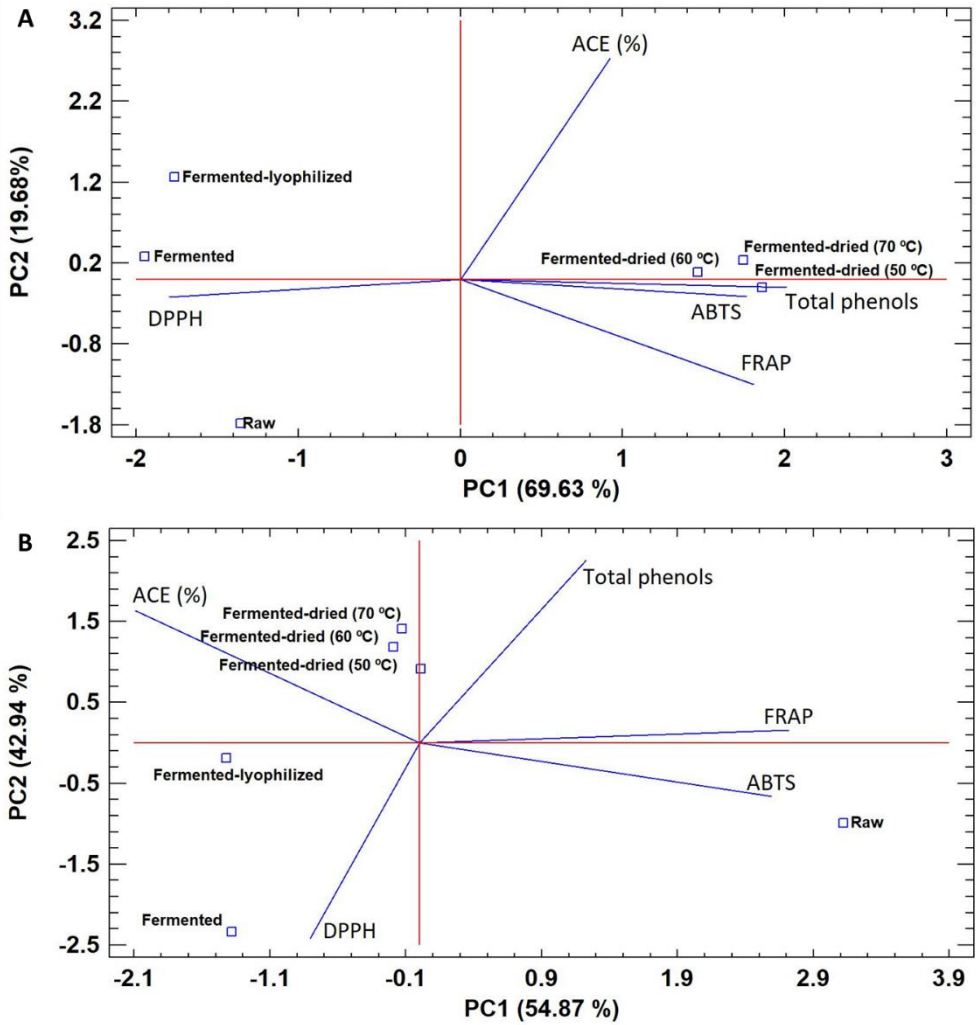 A
3.2
2.2
1.2
0.2
-0.8
-1.8
PC2 (19.68%)
ACE (%)
Fermented-lyophilized
Fermented
Fermented-dried (70 ºC)
Fermented-dried (60 ºC)
Fermented-dried (50 ºC)
DPPH
ABTS
Total phenols
FRAP
Raw
-2
-1
0
1
2
3
PC1 (69.63 %)
B
2.5
1.5
0.5
-0.5
-1.5
-2.5
PC2 (42.94 %)
ACE (%)
Total phenols
Fermented-dried (70 ºC)
Fermented-dried (60 ºC)
Fermented-dried (50 ºC)
FRAP
Fermented-lyophilized
ABTS
Raw
Fermented
DPPH
-2.1
-1.1
-0.1
0.9
1.9
2.9
3.9
PC1 (54.87 %)